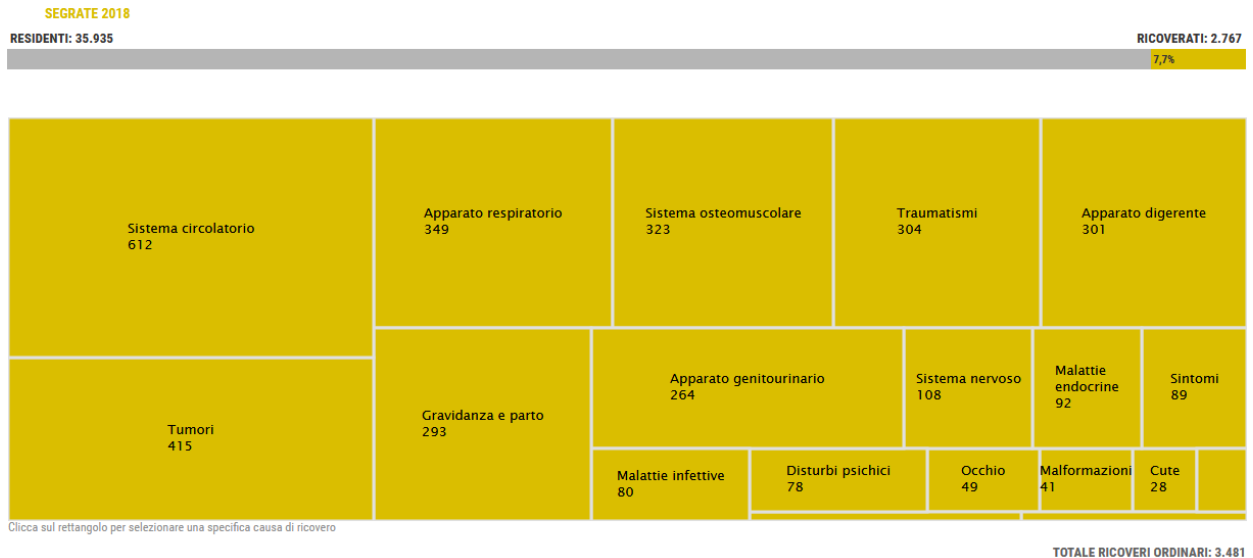 SEGRATE 2018
RESIDENTI: 35.935
RICOVERATI: 2.767
7,7%
Sistema circolatorio
612
Apparato respiratorio
349
Sistema osteomuscolare
323
Traumatismi
304
Apparato digerente
301
Tumori
415
Gravidanza e parto
293
Apparato genitourinario
264
Sistema nervoso
108
Malattie
endocrine
92
Sintomi
89
Malattie infettive
80
Disturbi psichici
78
Occhio
49
Malformazioni
41
Cute
28
Clicca sul rettangolo per selezionare una specifica causa di ricovero
TOTALE RICOVERI ORDINARI: 3.481